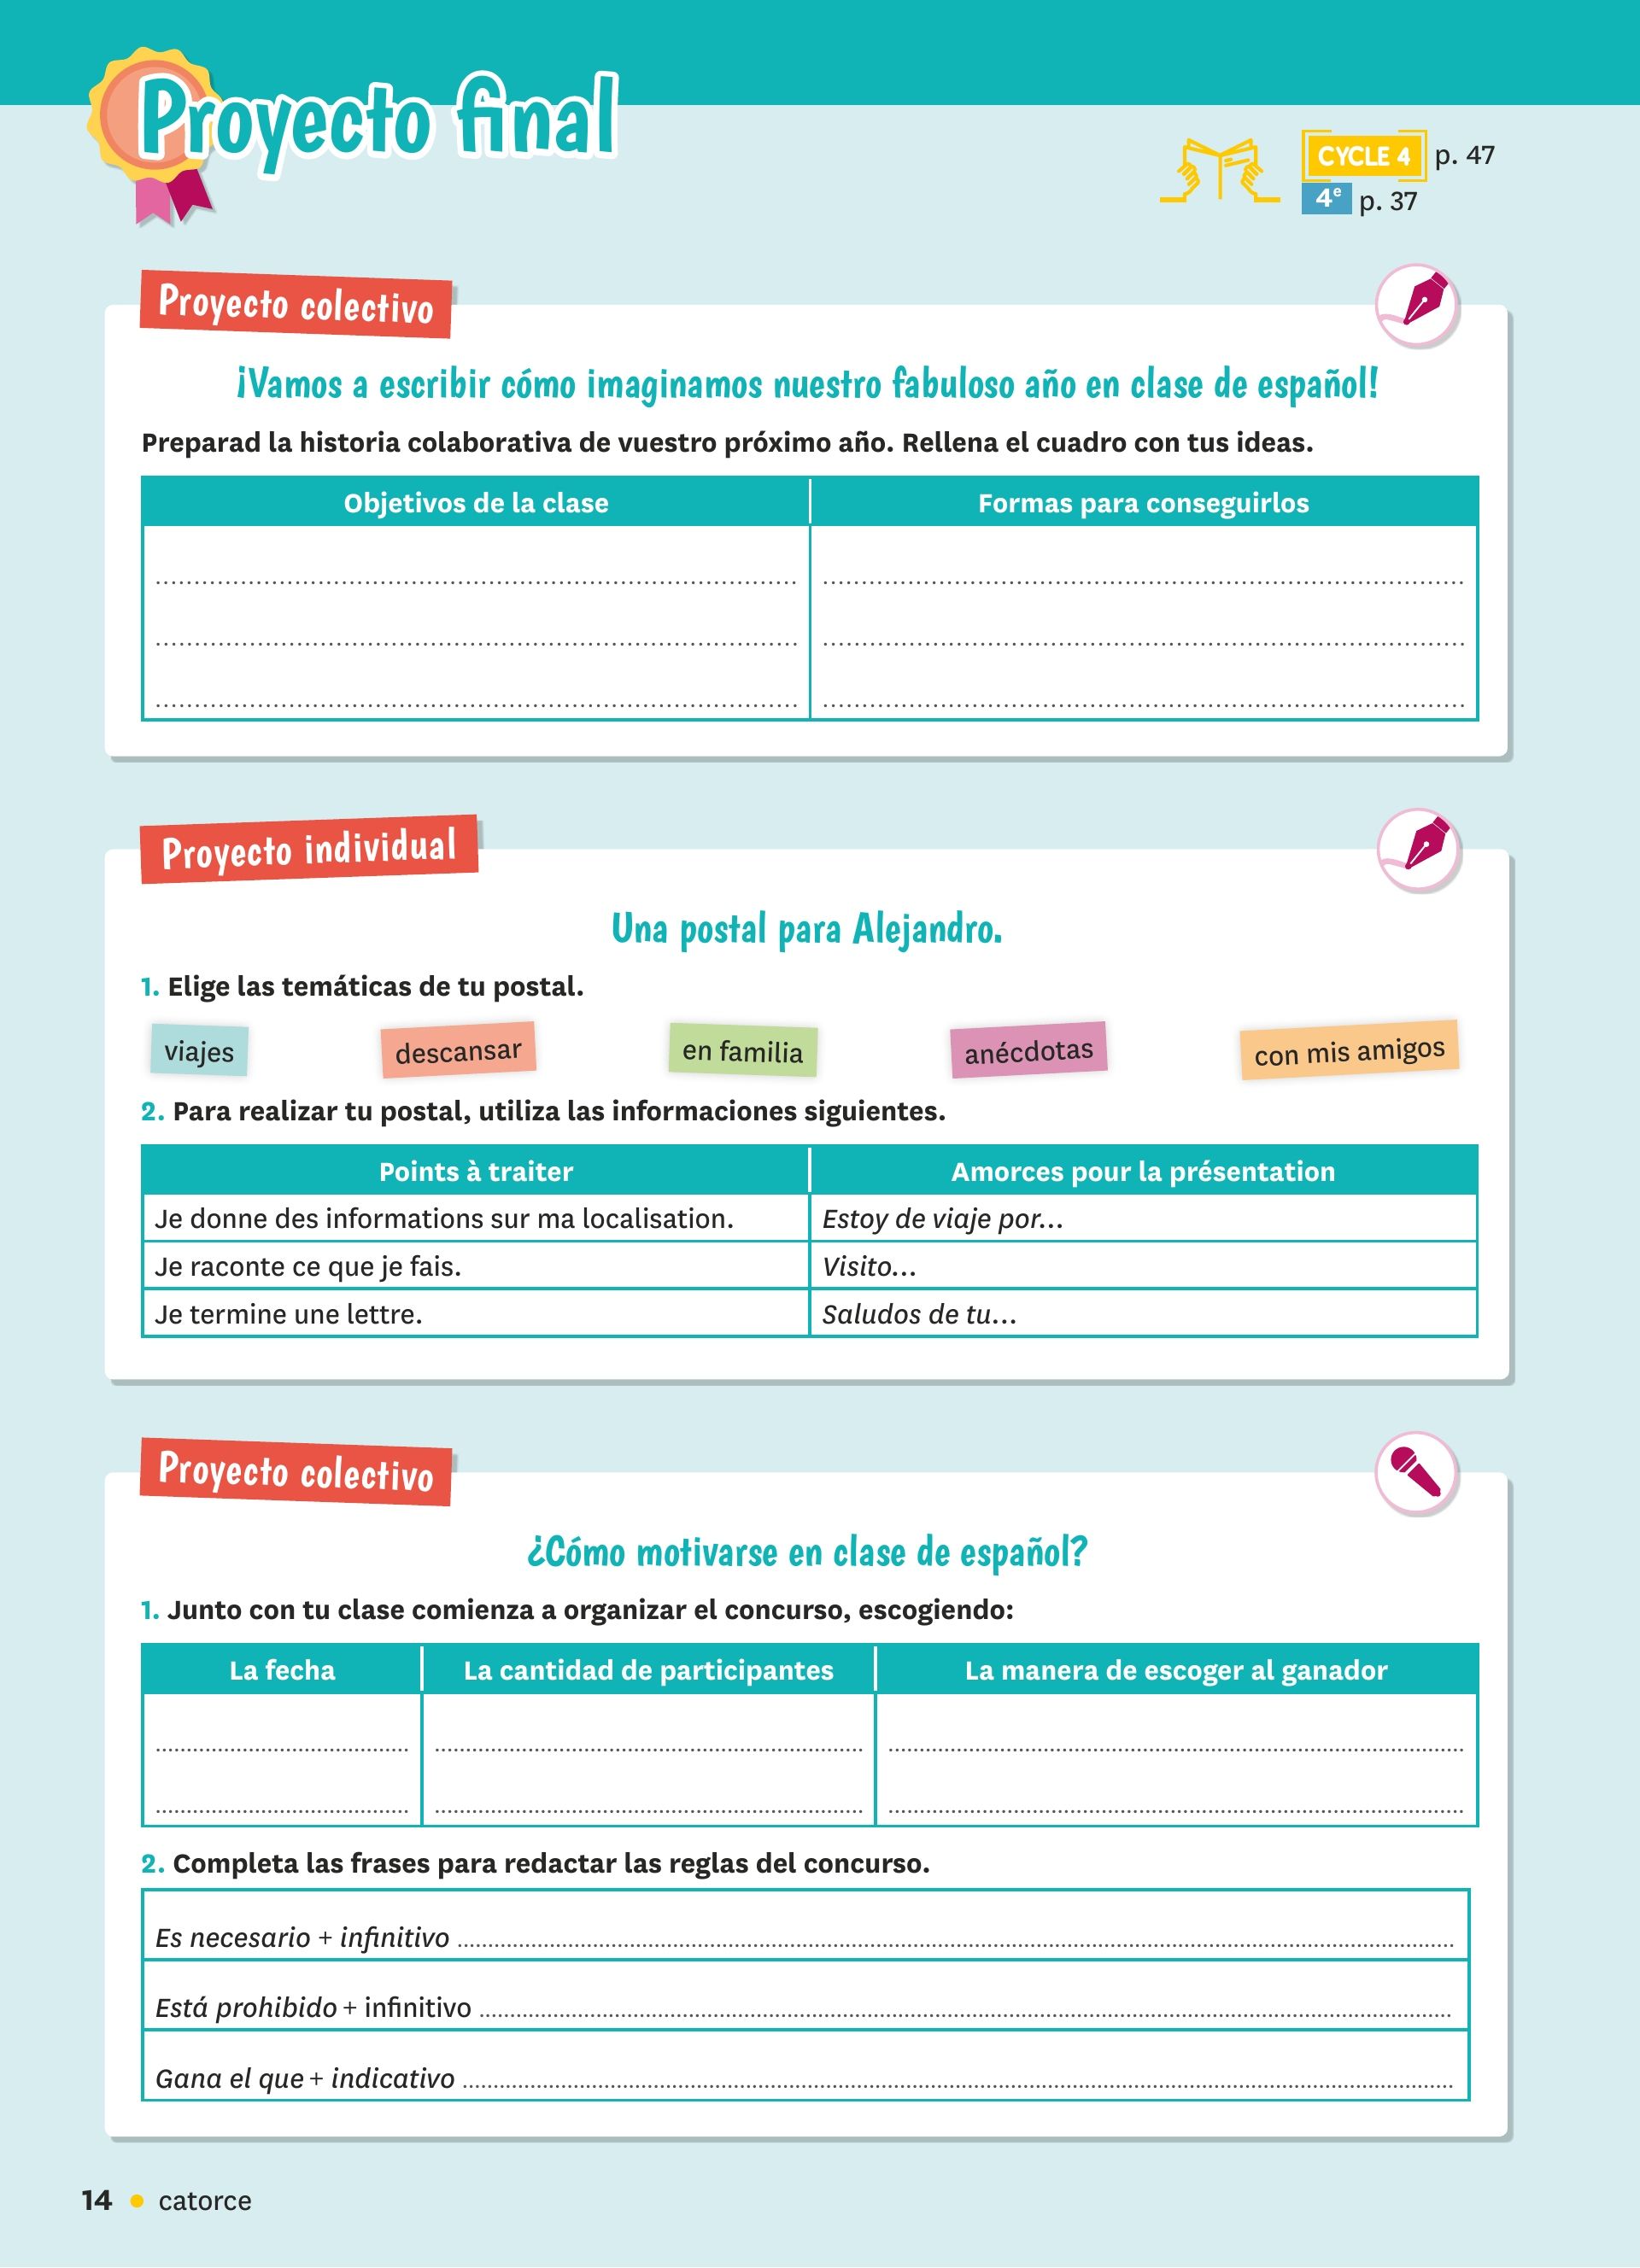 Proyecto final
CYCLE 4 p. 47
4e p. 37
Proyecto colectivo
¡Vamos a escribir cómo imaginamos nuestro fabuloso año en clase de español!
Preparad la historia colaborativa de vuestro próximo año. Rellena el cuadro con tus ideas.
Objetivos de la clase Formas para conseguirlos
Proyecto individual
Una postal para Alejandro.
1. Elige las temáticas de tu postal.
viajes descansar en familia anécdotas con mis amigos
2. Para realizar tu postal, utiliza las informaciones siguientes.
Points à traiter Amorces pour la présentation
Je donne des informations sur ma localisation. Estoy de viaje por...
Je raconte ce que je fais. Visito...
Je termine une lettre. Saludos de tu...
Proyecto colectivo
¿Cómo motivarse en clase de español?
1. Junto con tu clase comienza a organizar el concurso, escogiendo:
La fecha La cantidad de participantes La manera de escoger al ganador
2. Completa las frases para redactar las reglas del concurso.
Es necesario + infinitivo
Está prohibido + infinitivo
Gana el que + indicativo
14 • catorce